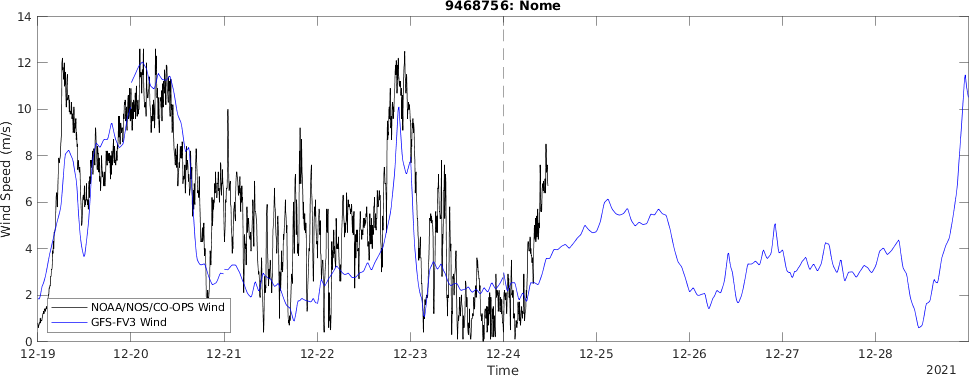 9468756: Nome
14
12
10
8
6
4
2
0
Wind Speed (m/s)
NOAA/NOS/CO-OPS Wind
GFS-FV3 Wind
12-19 12-20 12-21 12-22 12-23 12-24 12-25 12-26 12-27 12-28
Time
2021